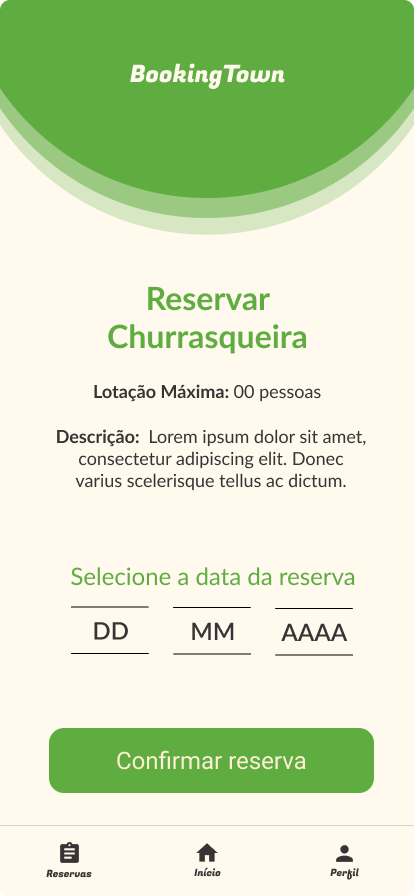 BookingTown
Reservar
Churrasqueira
Lotação Máxima: 00 pessoas
Descrição: Lorem ipsum dolor sit amet,
consectetur adipiscing elit. Donec
varius scelerisque tellus ac dictum.
Selecione a data da reserva
DD MM AAAA
Confirmar reserva
Reservas Início Perfil